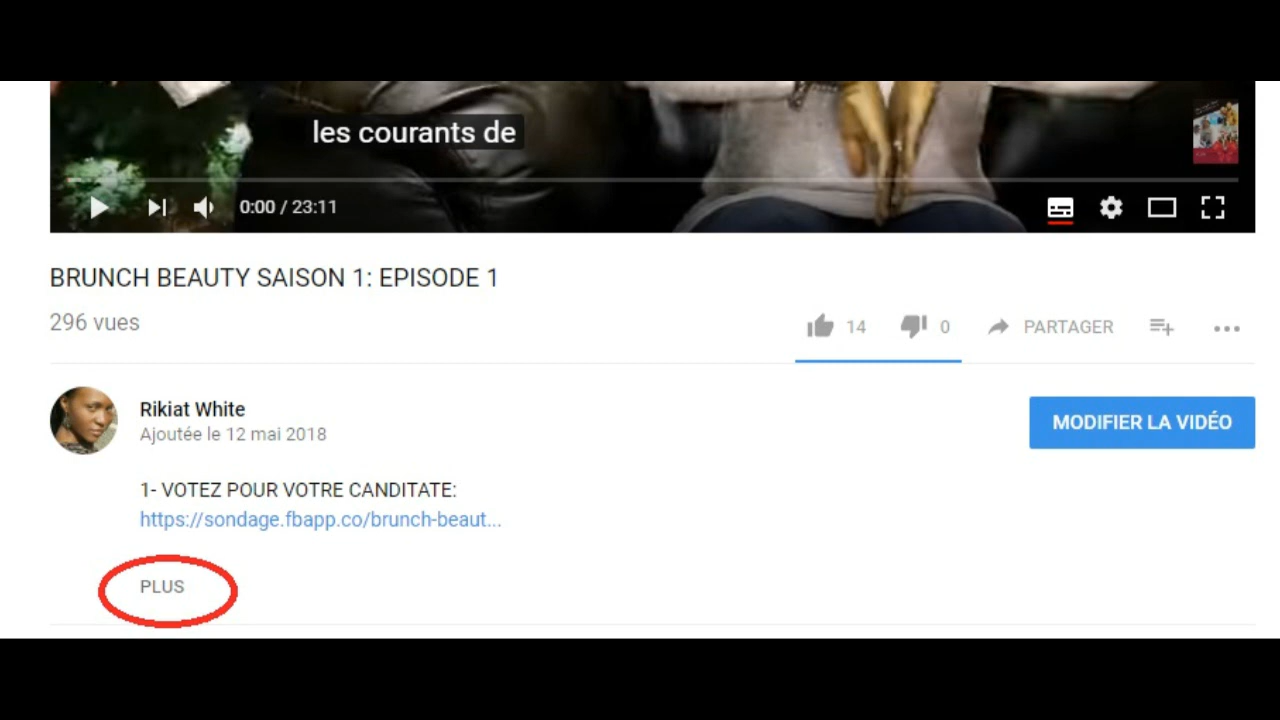 les courants de
0:00 / 23:11
BRUNCH BEAUTY SAISON 1: EPISODE 1
296 vues
14
0
PARTAGER
Rikiat White
Ajoutée le 12 mai 2018
MODIFIER LA VIDÉO
1- VOTEZ POUR VOTRE CANDITATE:
https://sondage.fbapp.co/brunch-beaut...
PLUS